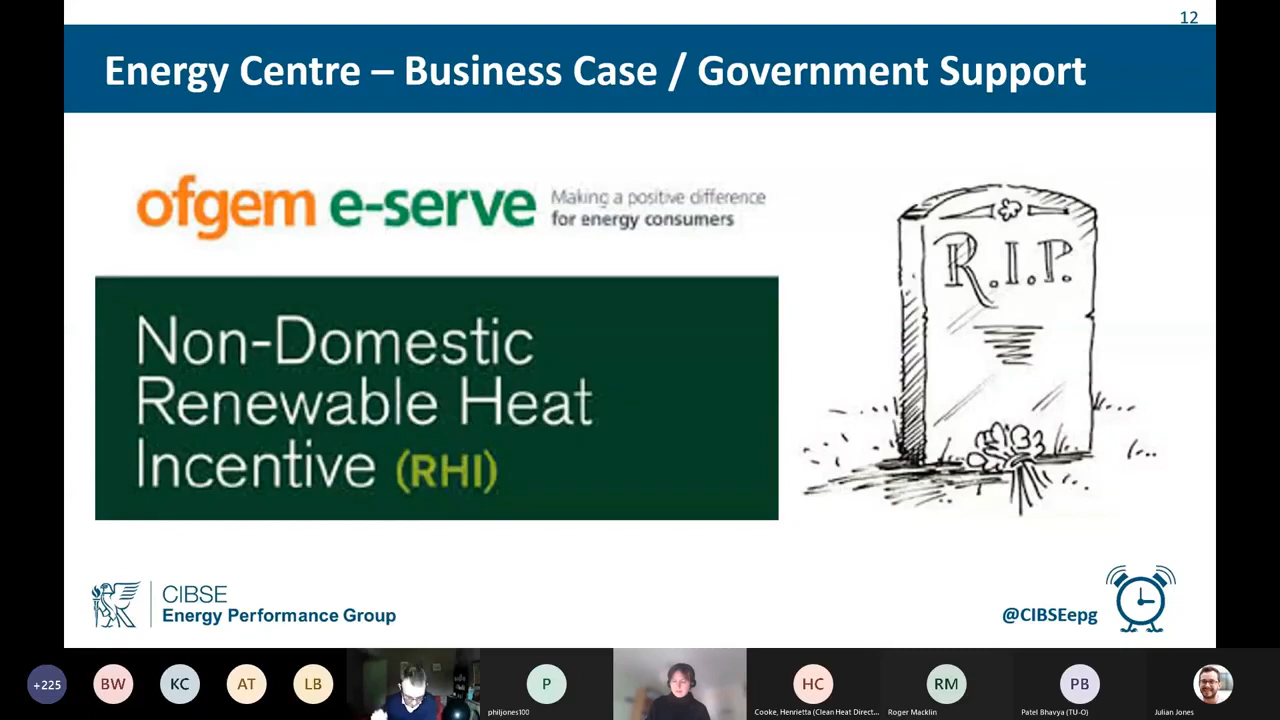 12
Energy Centre – Business Case / Government Support
ofgem e-serve
Making a positive difference
for energy consumers
R.I.P.
Non-Domestic
Renewable Heat
Incentive (RHI)
CIBSE
Energy Performance Group
@CIBSEepg
+225
BW
KC
AT
LB
P
HC
RM
PB
philjones100
Cooke, Henrietta (Clean Heat Direct...
Roger Macklin
Patel Bhavya (TU-O)
Julian Jones